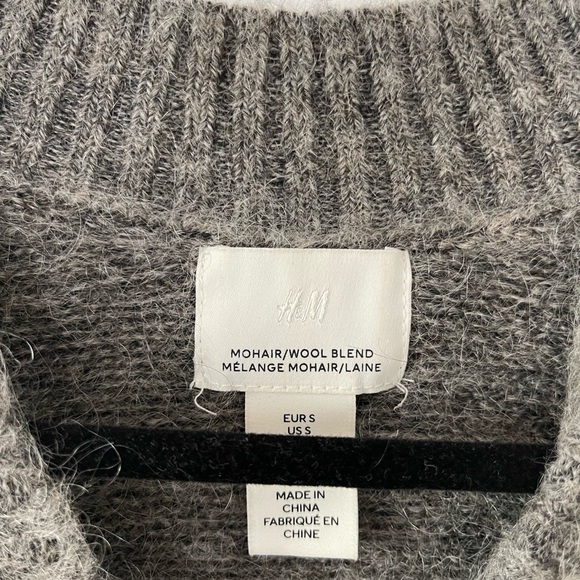 H&M
MOHAIR/WOOL BLEND
MÉLANGE MOHAIR/LAINE
EUR S
US S
MADE IN
CHINA
FABRIQUÉ EN
CHINE